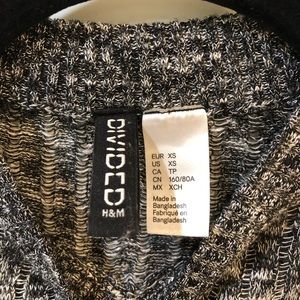 DIVIDED
H&M
EUR XS
US XS
CA TP
CN 160/80A
MX XCH
Made in
Bangladesh
Fabriqué en
Bangladesh